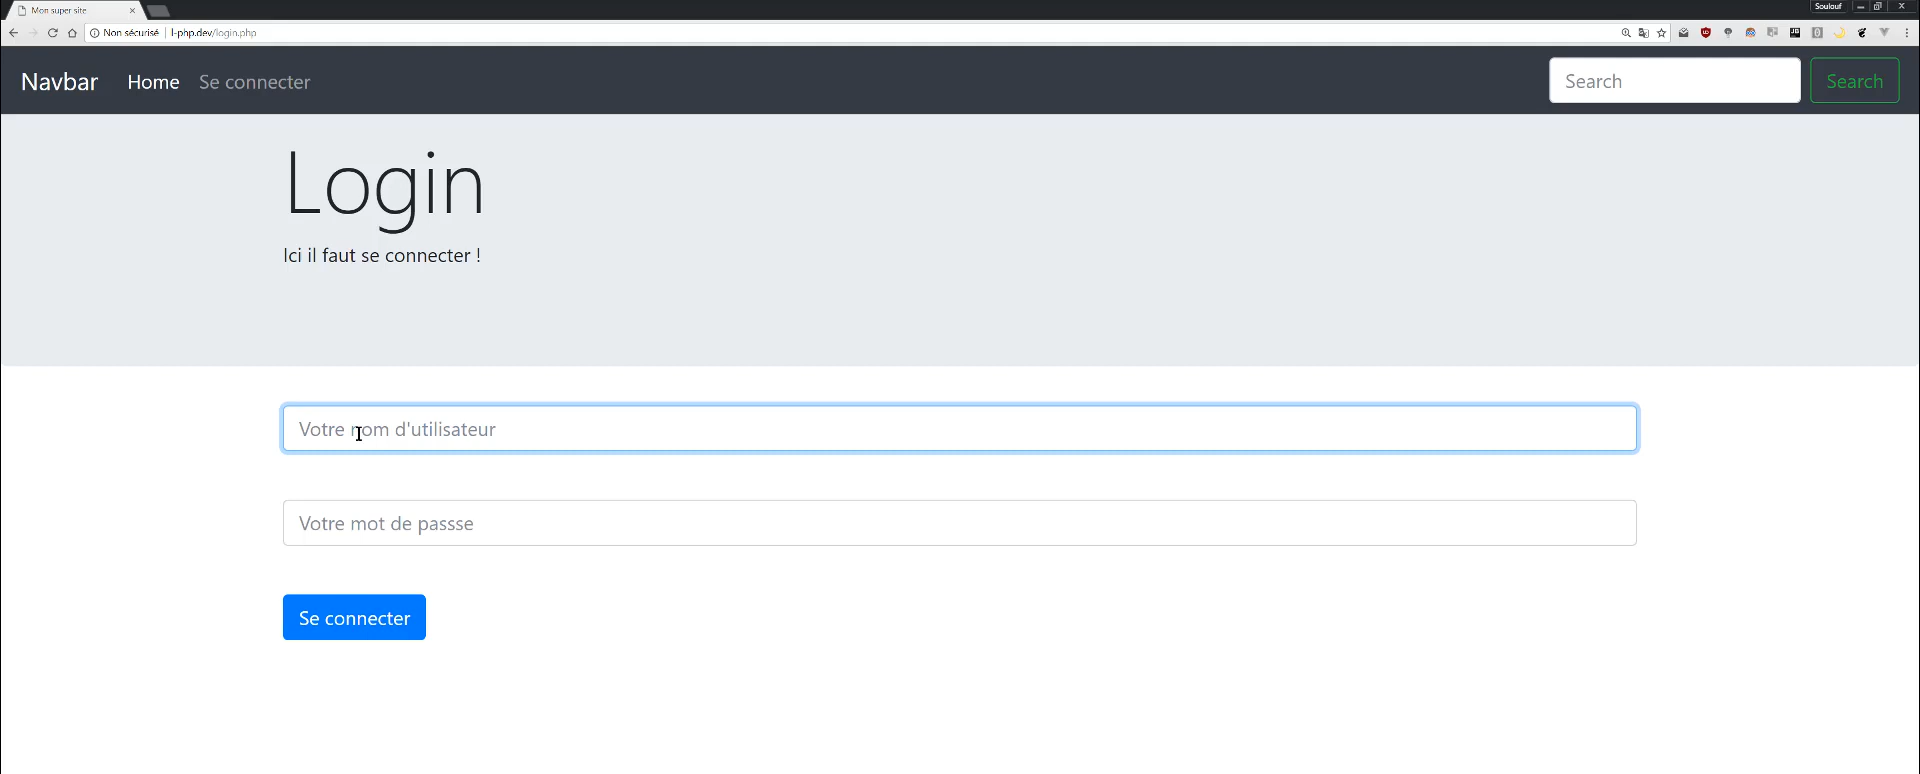 Mon super site
Soulouf
Non sécurisé
l-php.dev/login.php
Navbar
Home
Se connecter
Search
Search
Login
Ici il faut se connecter !
Votre nom d'utilisateur
Votre mot de passse
Se connecter